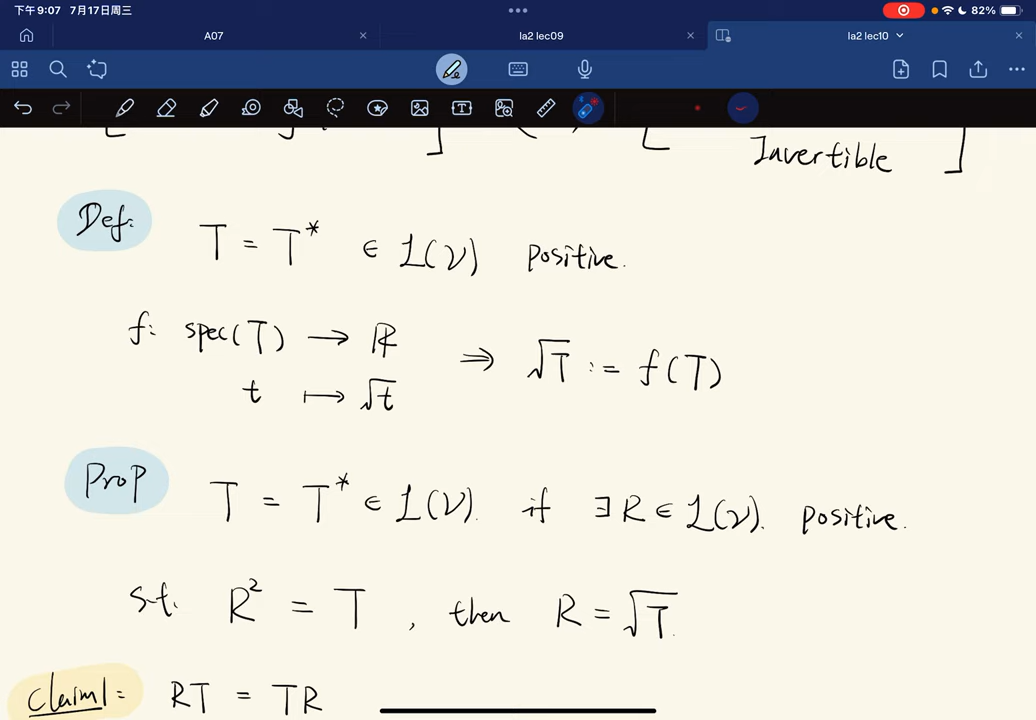 下午9:07 7月17日周三
82%
A07
la2 lec09
la2 lec10
Invertible
Def:
T = T* ∈ L(V) positive.
f: spec(T) → ℝ
t ↦ √t
⇒ √T := f(T)
Prop
T = T* ∈ L(V). if ∃ R ∈ L(V). positive.
s.t. R² = T, then R = √T.
Claim1: RT = TR